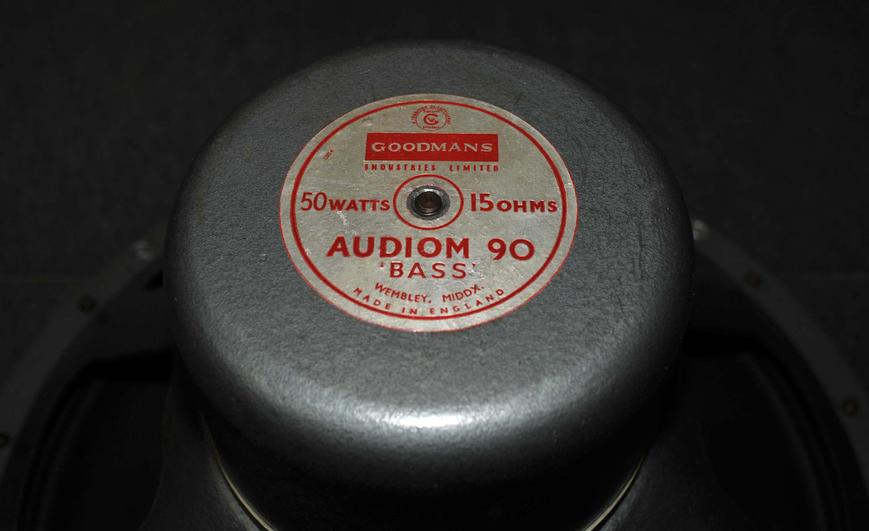 GOODMANS
INDUSTRIES LIMITED
50 WATTS 15 OHMS
AUDIOM 90
'BASS'
WEMBLEY, MIDDX.
MADE IN ENGLAND